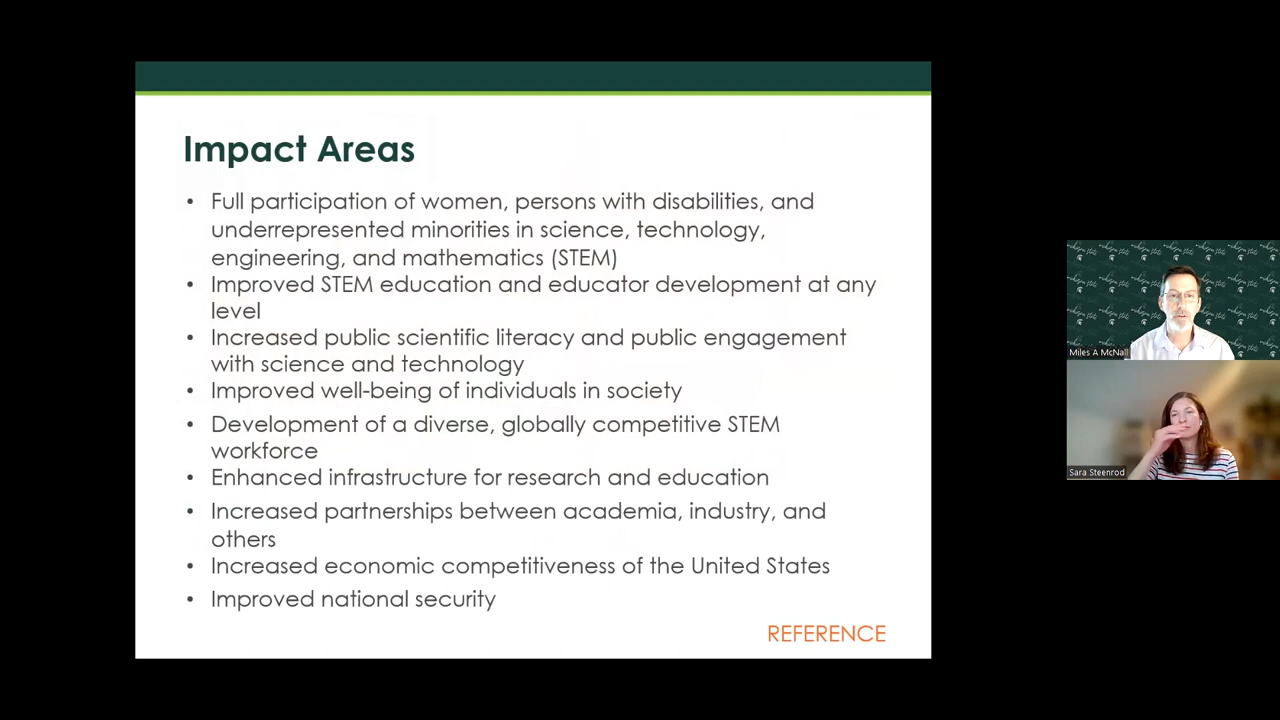 Impact Areas
• Full participation of women, persons with disabilities, and
underrepresented minorities in science, technology,
engineering, and mathematics (STEM)
• Improved STEM education and educator development at any
level
• Increased public scientific literacy and public engagement
with science and technology
• Improved well-being of individuals in society
• Development of a diverse, globally competitive STEM
workforce
• Enhanced infrastructure for research and education
• Increased partnerships between academia, industry, and
others
• Increased economic competitiveness of the United States
• Improved national security
REFERENCE
Miles A McNall
Sara Steenrod